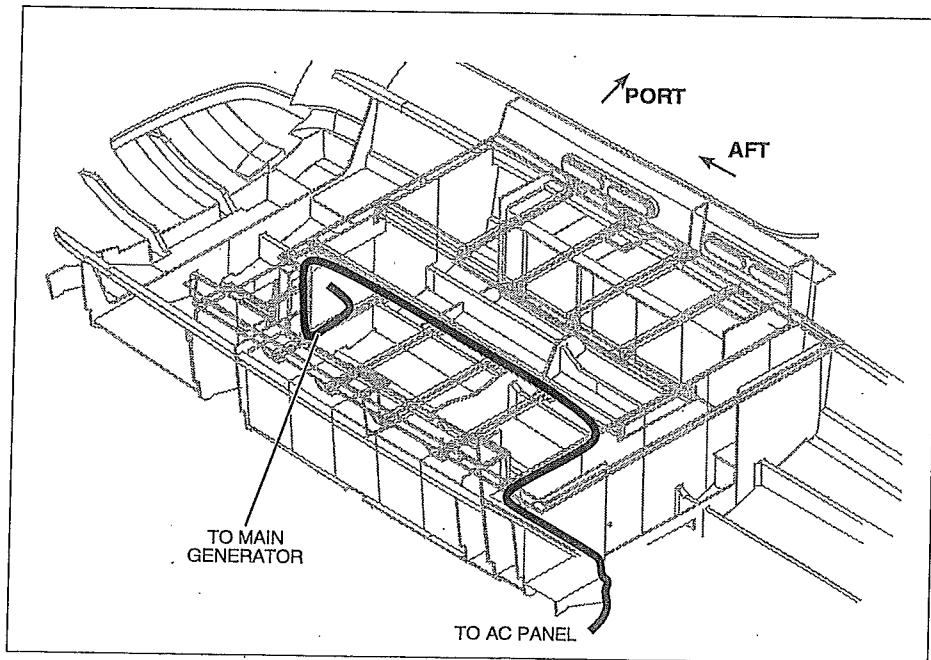 PORT
AFT
TO MAIN
GENERATOR
TO AC PANEL